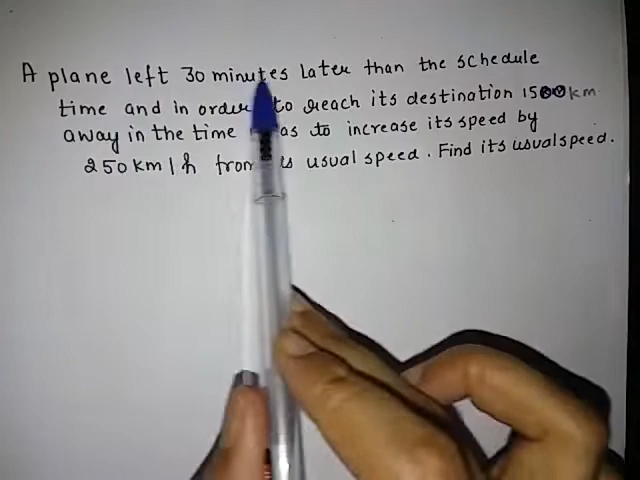 A plane left 30 minutes later than the schedule
time and in order to reach its destination 1500 km
away in the time as to increase its speed by
250 km/h from usual speed. Find its usual speed.